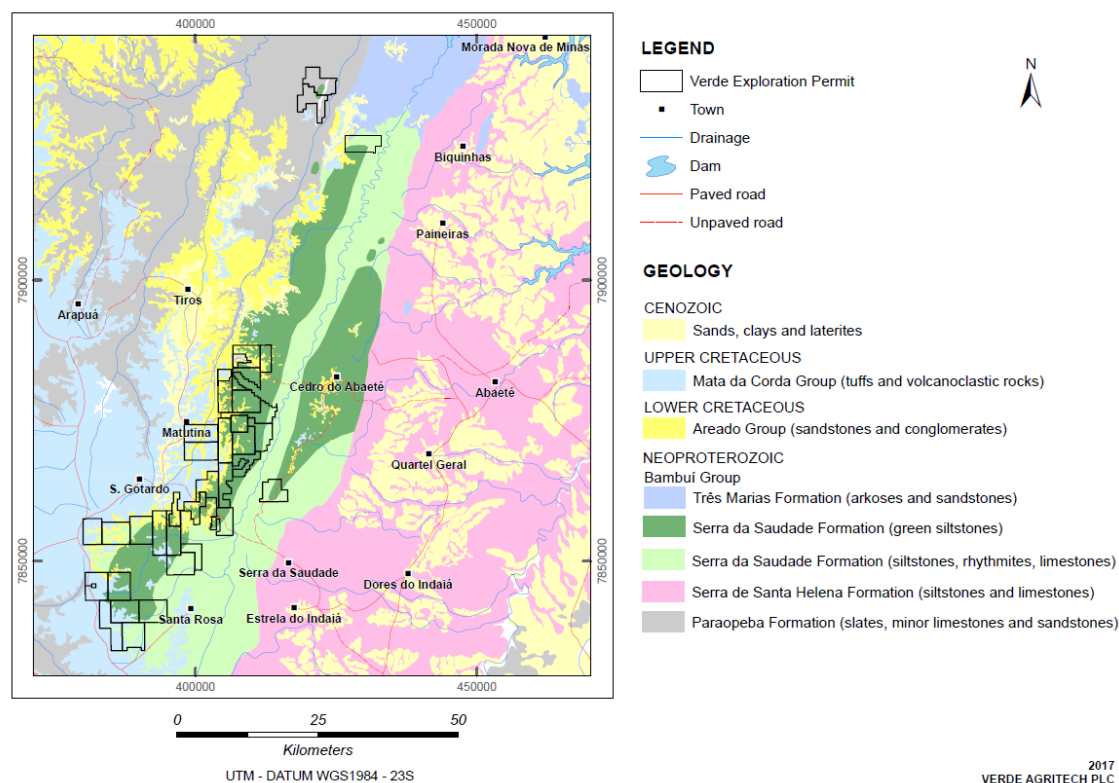 400000
450000
Morada Nova de Minas
Biquinhas
Paineiras
7900000
7900000
Tiros
Arapuá
Cedro do Abaeté
Abaeté
Matutina
Quartel Geral
S. Gotardo
7850000
7850000
Serra da Saudade
Dores do Indaiá
Santa Rosa
Estrela do Indaiá
400000
450000
0 25 50
Kilometers
UTM - DATUM WGS1984 - 23S
LEGEND
Verde Exploration Permit
Town
Drainage
Dam
Paved road
Unpaved road
N
GEOLOGY
CENOZOIC
Sands, clays and laterites
UPPER CRETACEOUS
Mata da Corda Group (tuffs and volcanoclastic rocks)
LOWER CRETACEOUS
Areado Group (sandstones and conglomerates)
NEOPROTEROZOIC
Bambuí Group
Três Marias Formation (arkoses and sandstones)
Serra da Saudade Formation (green siltstones)
Serra da Saudade Formation (siltstones, rhythmites, limestones)
Serra de Santa Helena Formation (siltstones and limestones)
Paraopeba Formation (slates, minor limestones and sandstones)
2017
VERDE AGRITECH PLC